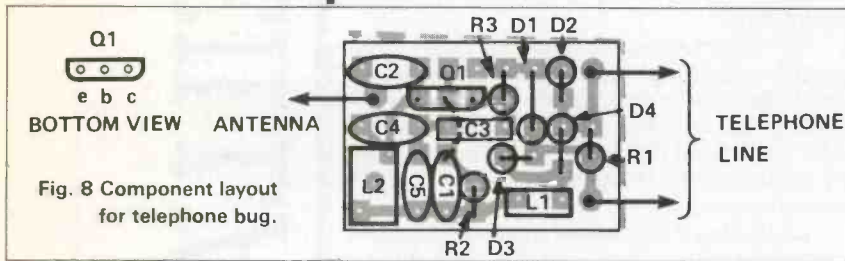 Q1
e b c
BOTTOM VIEW
Fig. 8 Component layout
for telephone bug.
ANTENNA
R3 D1 D2
C2 Q1
C4 C3
D4
R1
L2 C5 C1
L1
R2 D3
TELEPHONE
LINE